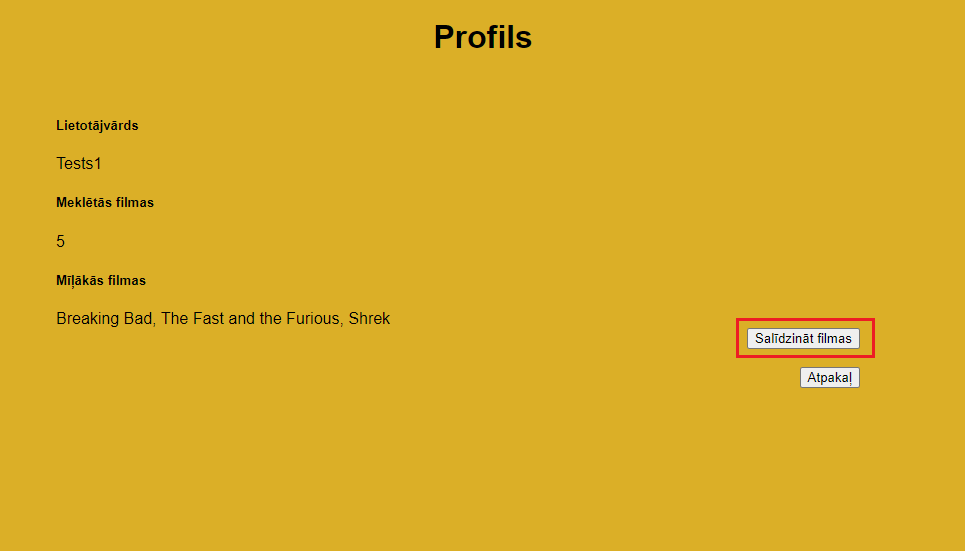 Profils
Lietotājvārds
Tests1
Meklētās filmas
5
Mīļākās filmas
Breaking Bad, The Fast and the Furious, Shrek
Salīdzināt filmas
Atpakaļ